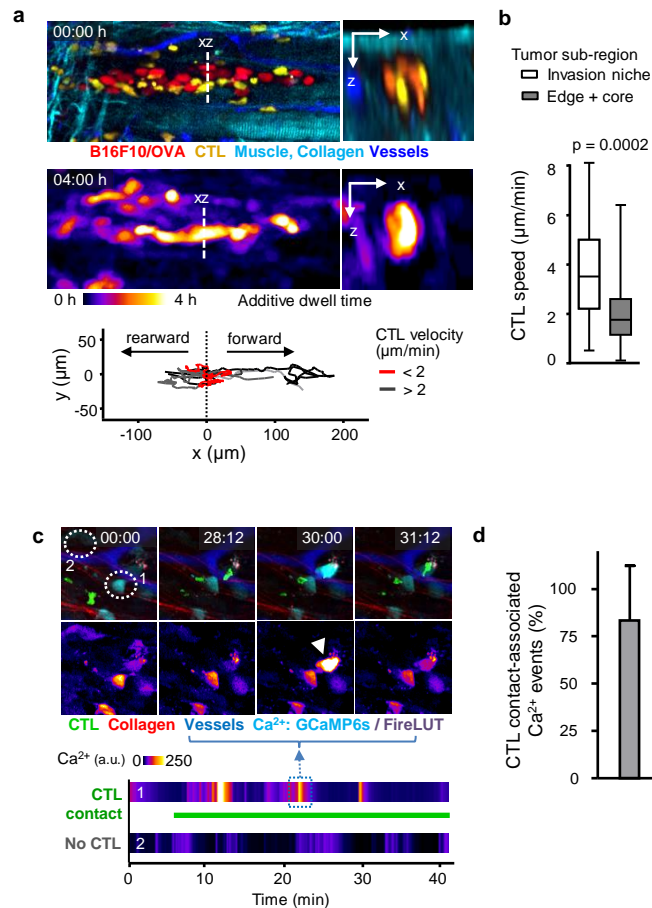 a
00:00 h
xz
x
z
B16F10/OVA CTL Muscle, Collagen Vessels
04:00 h
xz
x
z
0 h 4 h Additive dwell time
rearward forward
CTL velocity
(µm/min)
< 2
> 2
y (µm)
50
0
-50
-100 0 100 200
x (µm)
b
Tumor sub-region
Invasion niche
Edge + core
p = 0.0002
CTL speed (µm/min)
8
6
4
2
0
c
00:00 28:12 30:00 31:12
2
1
CTL Collagen Vessels Ca²⁺: GCaMP6s / FireLUT
Ca²⁺ (a.u.) 0 250
CTL
contact
1
No CTL 2
0 10 20 30 40
Time (min)
d
CTL contact-associated
Ca²⁺ events (%)
100
75
50
25
0